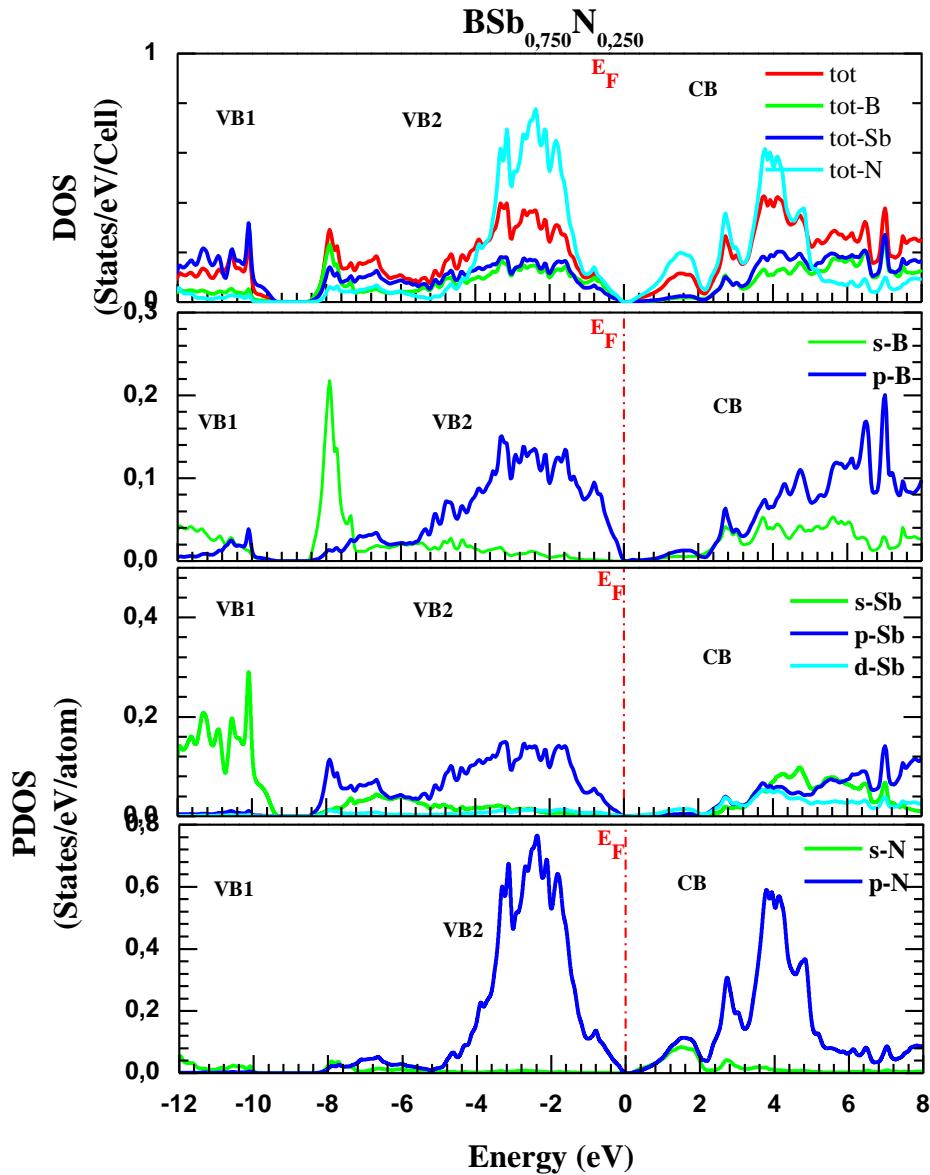 BSb0,750N0,250
DOS
(States/eV/Cell)
1
0
VB1
VB2
EF
CB
tot
tot-B
tot-Sb
tot-N
0,3
0,2
0,1
0,0
VB1
VB2
EF
CB
s-B
p-B
PDOS
(States/eV/atom)
0,4
0,2
0,0
VB1
VB2
EF
CB
s-Sb
p-Sb
d-Sb
0,8
0,6
0,4
0,2
0,0
VB1
VB2
EF
CB
s-N
p-N
-12 -10 -8 -6 -4 -2 0 2 4 6 8
Energy (eV)